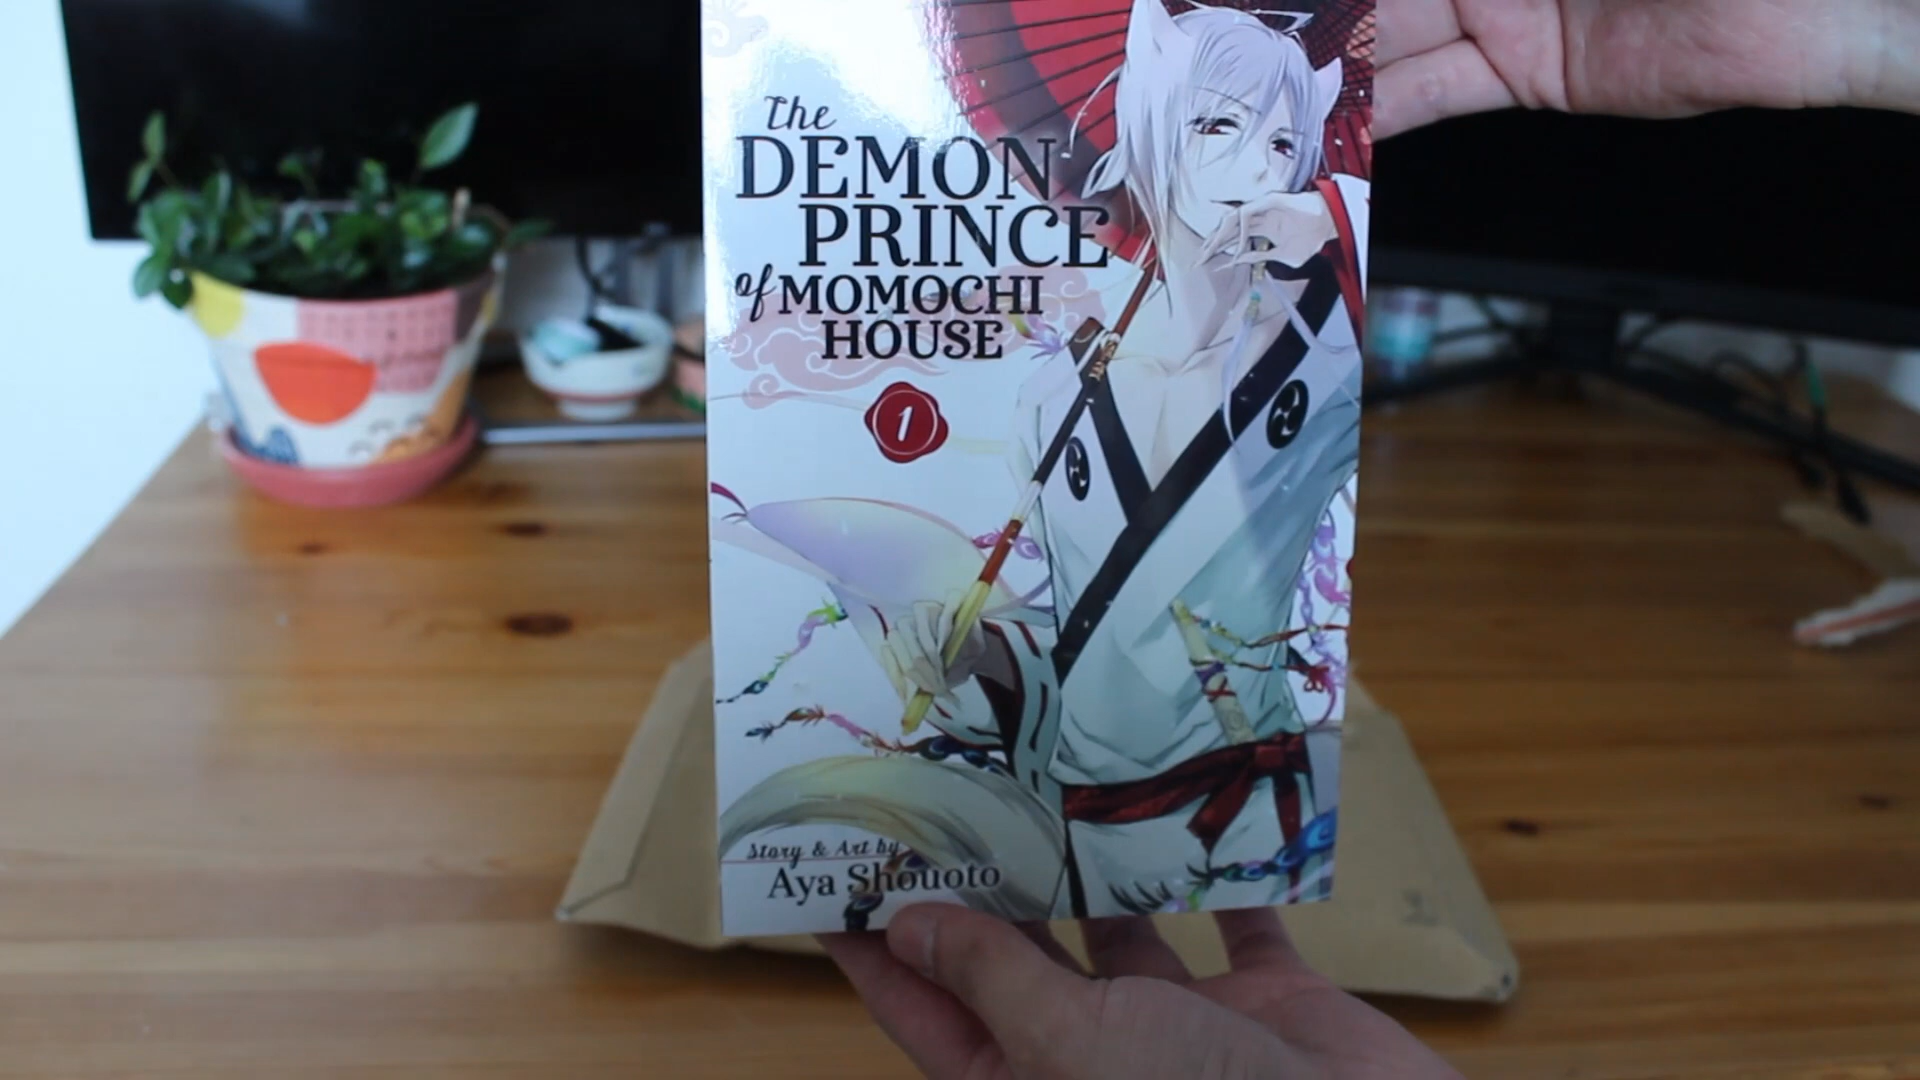 The
DEMON
PRINCE
of MOMOCHI
HOUSE
1
Story & Art by
Aya Shouoto